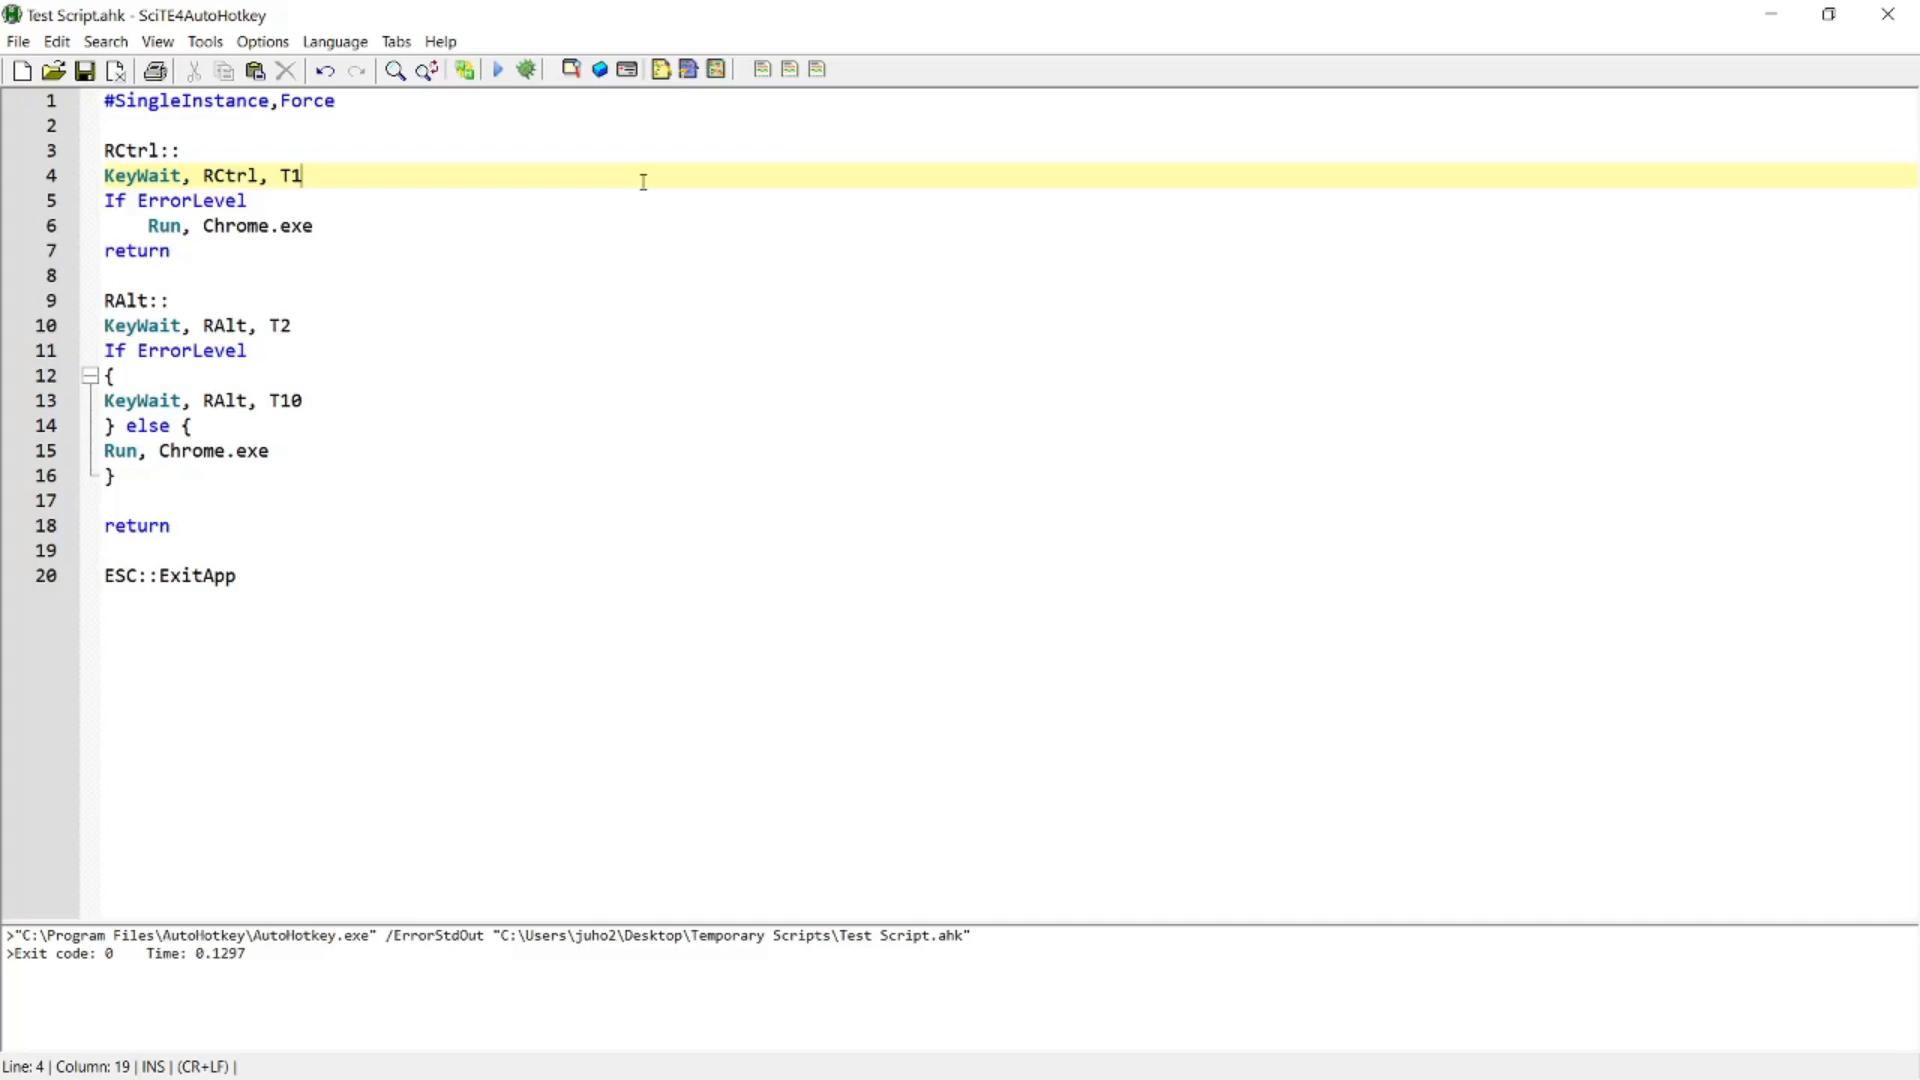 Test Script.ahk - SciTE4AutoHotkey
File Edit Search View Tools Options Language Tabs Help
1 #SingleInstance,Force
2
3 RCtrl::
4 KeyWait, RCtrl, T1
5 If ErrorLevel
6 Run, Chrome.exe
7 return
8
9 RAlt::
10 KeyWait, RAlt, T2
11 If ErrorLevel
12 {
13 KeyWait, RAlt, T10
14 } else {
15 Run, Chrome.exe
16 }
17
18 return
19
20 ESC::ExitApp
>"C:\Program Files\AutoHotkey\AutoHotkey.exe" /ErrorStdOut "C:\Users\juho2\Desktop\Temporary Scripts\Test Script.ahk"
>Exit code: 0 Time: 0.1297
Line: 4 | Column: 19 | INS | (CR+LF) |